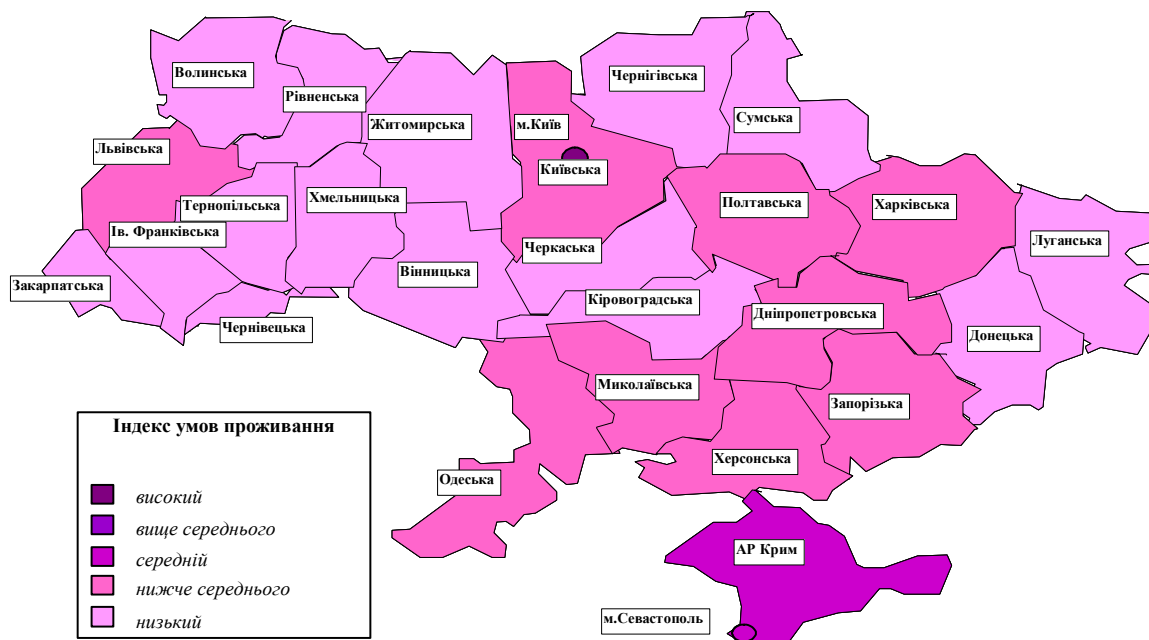 Волинська
Рівненська
Житомирська
Чернігівська
Сумська
м.Київ
Львівська
Київська
Тернопільська
Хмельницька
Полтавська
Харківська
Ів. Франківська
Черкаська
Луганська
Закарпатська
Вінницька
Кіровоградська
Чернівецька
Дніпропетровська
Донецька
Миколаївська
Запорізька
Херсонська
Одеська
АР Крим
м.Севастополь
Індекс умов проживання
високий
вище середнього
середній
нижче середнього
низький